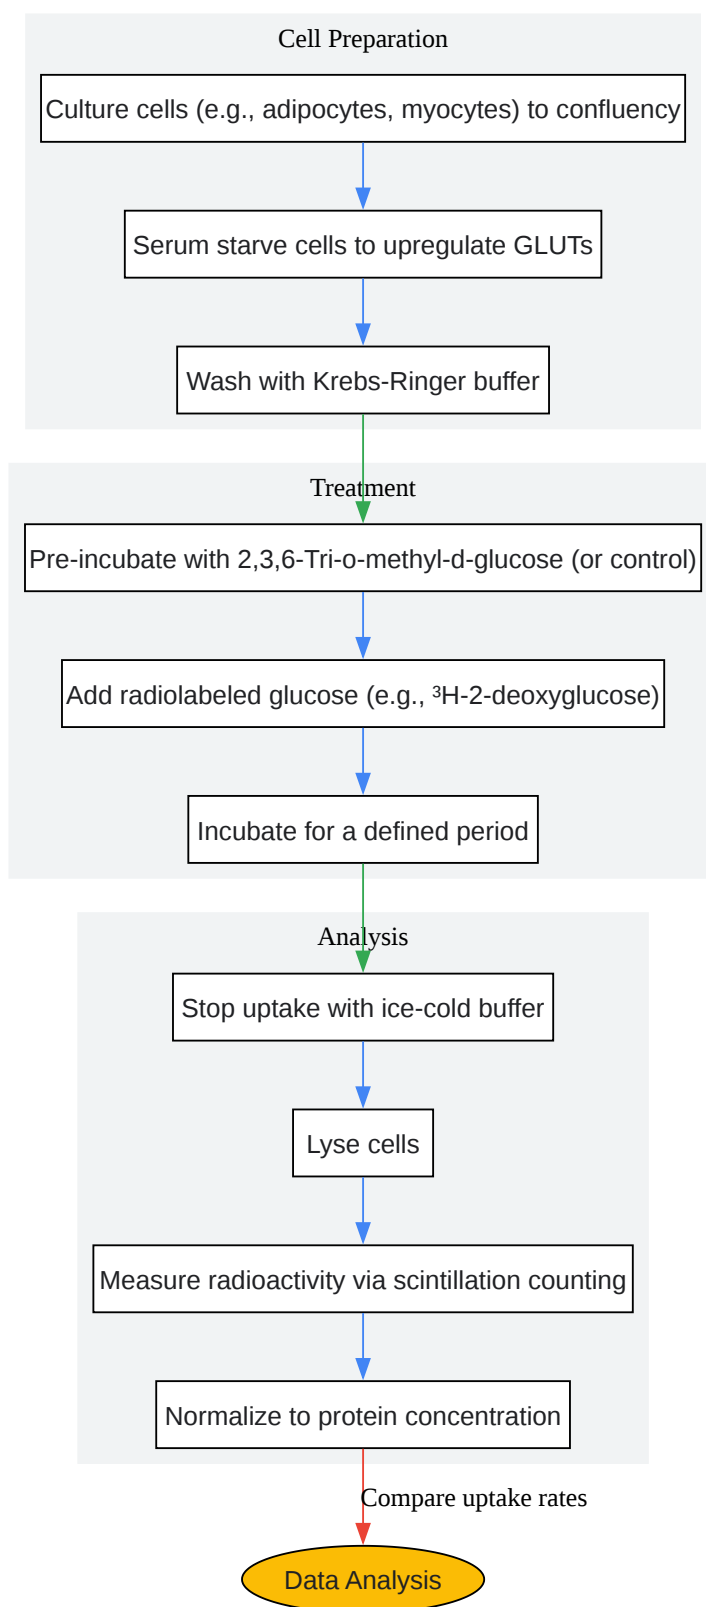 Cell Preparation
Culture cells (e.g., adipocytes, myocytes) to confluency
Serum starve cells to upregulate GLUTs
Wash with Krebs-Ringer buffer
Treatment
Pre-incubate with 2,3,6-Tri-o-methyl-d-glucose (or control)
Add radiolabeled glucose (e.g., ³H-2-deoxyglucose)
Incubate for a defined period
Analysis
Stop uptake with ice-cold buffer
Lyse cells
Measure radioactivity via scintillation counting
Normalize to protein concentration
Compare uptake rates
Data Analysis